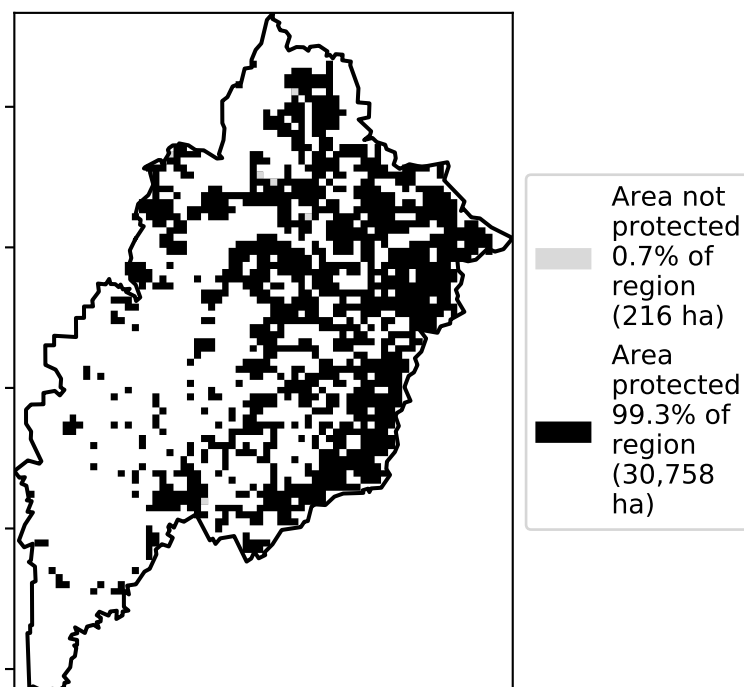 Area not
protected
0.7% of
region
(216 ha)
Area
protected
99.3% of
region
(30,758
ha)